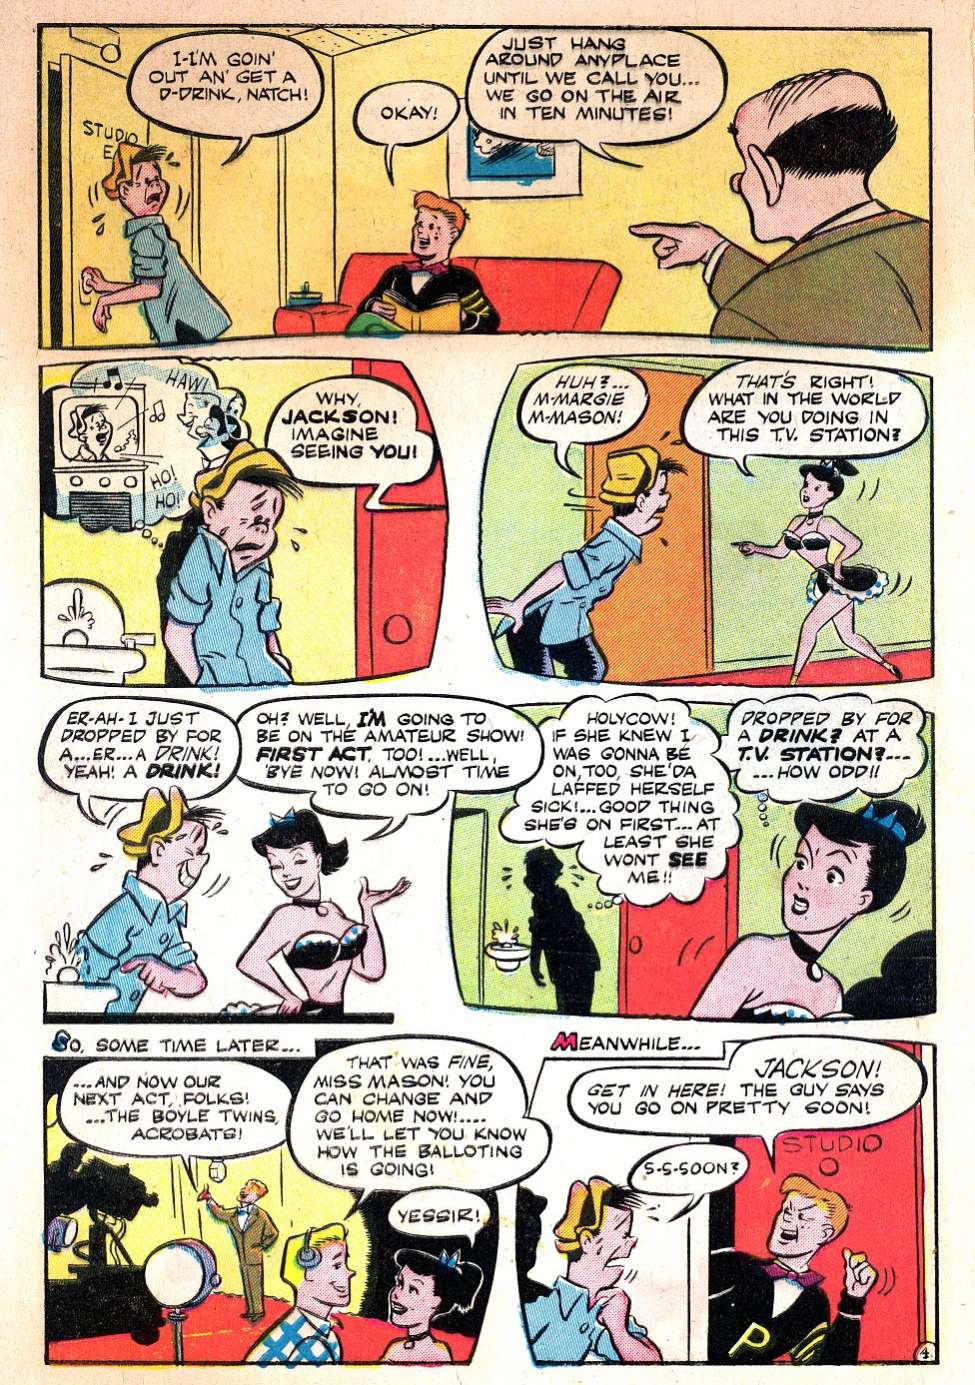 I-I'M GOIN'
OUT AN' GET A
D-DRINK, NATCH!
OKAY!
JUST HANG
AROUND ANYPLACE
UNTIL WE CALL YOU...
WE GO ON THE AIR
IN TEN MINUTES!
STUDIO
E
HAW!
HO!
HO!
WHY,
JACKSON!
IMAGINE
SEEING YOU!
HUH?...
M-MARGIE
M-MASON!
THAT'S RIGHT!
WHAT IN THE WORLD
ARE YOU DOING IN
THIS T.V. STATION?
ER-AH-I JUST
DROPPED BY FOR
A...ER...A DRINK!
YEAH! A DRINK!
OH? WELL, I'M GOING TO
BE ON THE AMATEUR SHOW!
FIRST ACT, TOO!...WELL,
'BYE NOW! ALMOST TIME
TO GO ON!
HOLYCOW!
IF SHE KNEW I
WAS GONNA BE
ON, TOO, SHE'DA
LAFFED HERSELF
SICK!...GOOD THING
SHE'S ON FIRST...AT
LEAST SHE
WONT SEE
ME!!
DROPPED BY FOR
A DRINK? AT A
T.V. STATION?---
...HOW ODD!!
SO, SOME TIME LATER...
...AND NOW OUR
NEXT ACT, FOLKS!
...THE BOYLE TWINS,
ACROBATS!
THAT WAS FINE,
MISS MASON! YOU
CAN CHANGE AND
GO HOME NOW!....
WE'LL LET YOU KNOW
HOW THE BALLOTING
IS GOING!
YESSIR!
MEANWHILE...
JACKSON!
GET IN HERE! THE GUY SAYS
YOU GO ON PRETTY SOON!
S-S-SOON?
STUDIO
O
P
4